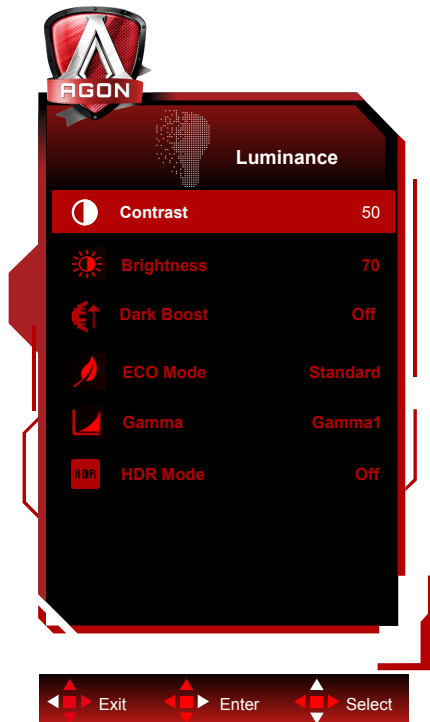 AGON
Luminance
Contrast 50
Brightness 70
Dark Boost Off
ECO Mode Standard
Gamma Gamma1
HDR HDR Mode Off
Exit Enter Select